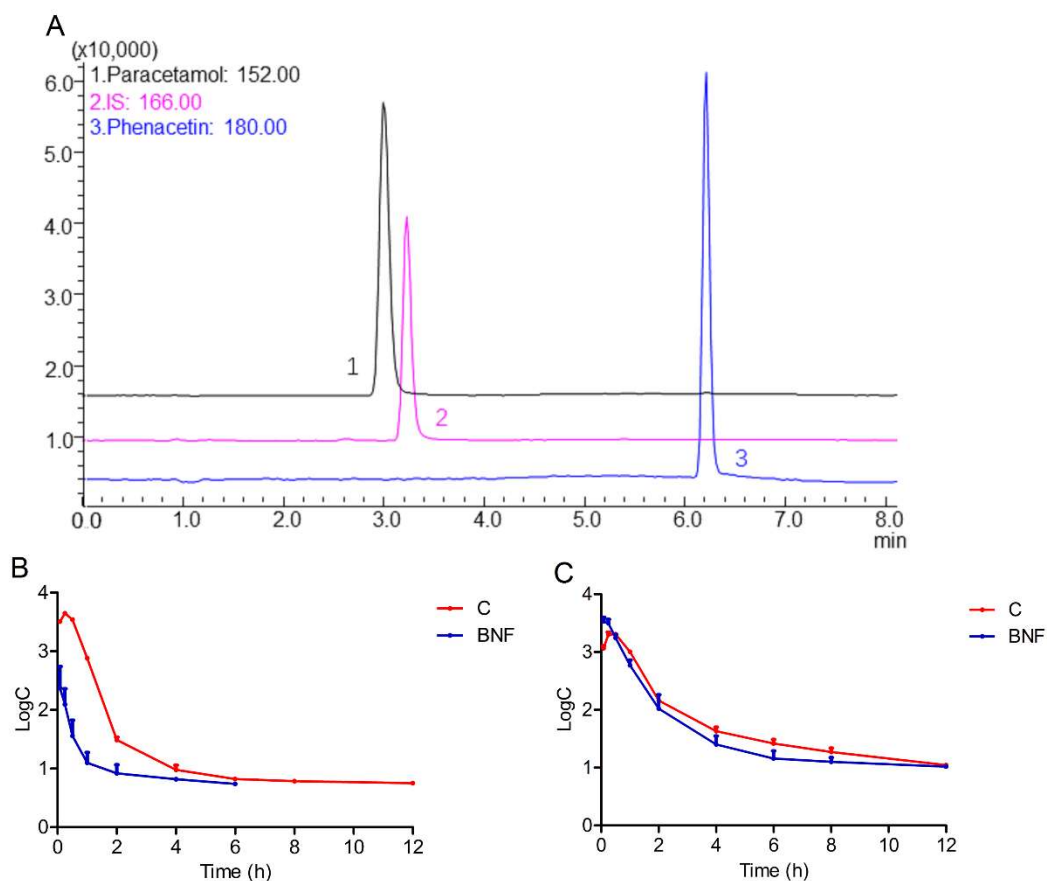 A
(x10,000)
1.Paracetamol: 152.00
2.IS: 166.00
3.Phenacetin: 180.00
6.0
5.0
4.0
3.0
2.0
1.0
1
2
3
0.0 1.0 2.0 3.0 4.0 5.0 6.0 7.0 8.0
min
B
C
BNF
LogC
4
3
2
1
0
0 2 4 6 8 10 12
Time (h)
C
C
BNF
LogC
4
3
2
1
0
0 2 4 6 8 10 12
Time (h)